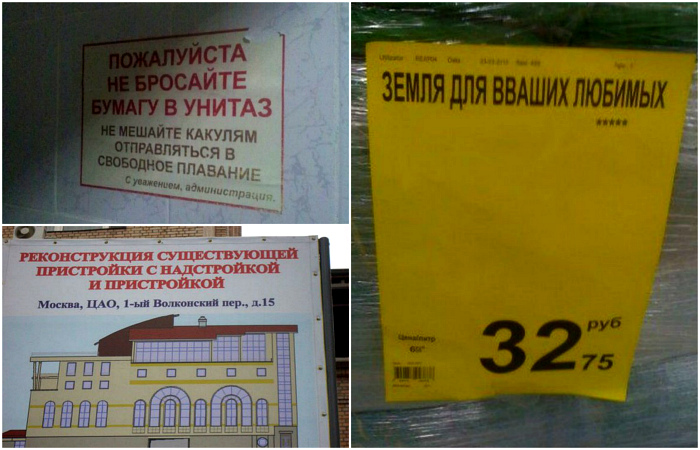 ПОЖАЛУЙСТА
НЕ БРОСАЙТЕ
БУМАГУ В УНИТАЗ
НЕ МЕШАЙТЕ КАКУЛЯМ
ОТПРАВЛЯТЬСЯ В
СВОБОДНОЕ ПЛАВАНИЕ
С уважением, администрация.
РЕКОНСТРУКЦИЯ СУЩЕСТВУЮЩЕЙ
ПРИСТРОЙКИ С НАДСТРОЙКОЙ
И ПРИСТРОЙКОЙ
Москва, ЦАО, 1-ый Волконский пер., д.15
ЗЕМЛЯ ДЛЯ ВВАШИХ ЛЮБИМЫХ
*****
32 руб
75